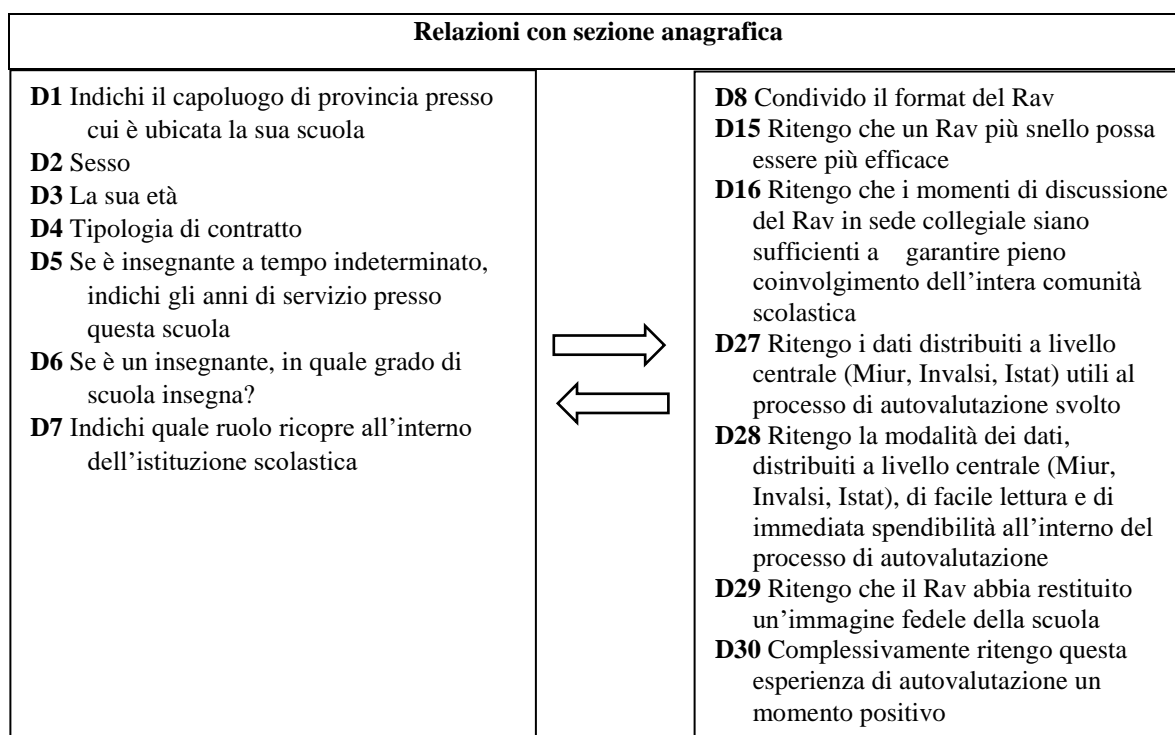 Relazioni con sezione anagrafica
D1 Indichi il capoluogo di provincia presso
cui è ubicata la sua scuola
D2 Sesso
D3 La sua età
D4 Tipologia di contratto
D5 Se è insegnante a tempo indeterminato,
indichi gli anni di servizio presso
questa scuola
D6 Se è un insegnante, in quale grado di
scuola insegna?
D7 Indichi quale ruolo ricopre all’interno
dell’istituzione scolastica
D8 Condivido il format del Rav
D15 Ritengo che un Rav più snello possa
essere più efficace
D16 Ritengo che i momenti di discussione
del Rav in sede collegiale siano
sufficienti a garantire pieno
coinvolgimento dell’intera comunità
scolastica
D27 Ritengo i dati distribuiti a livello
centrale (Miur, Invalsi, Istat) utili al
processo di autovalutazione svolto
D28 Ritengo la modalità dei dati,
distribuiti a livello centrale (Miur,
Invalsi, Istat), di facile lettura e di
immediata spendibilità all’interno del
processo di autovalutazione
D29 Ritengo che il Rav abbia restituito
un’immagine fedele della scuola
D30 Complessivamente ritengo questa
esperienza di autovalutazione un
momento positivo